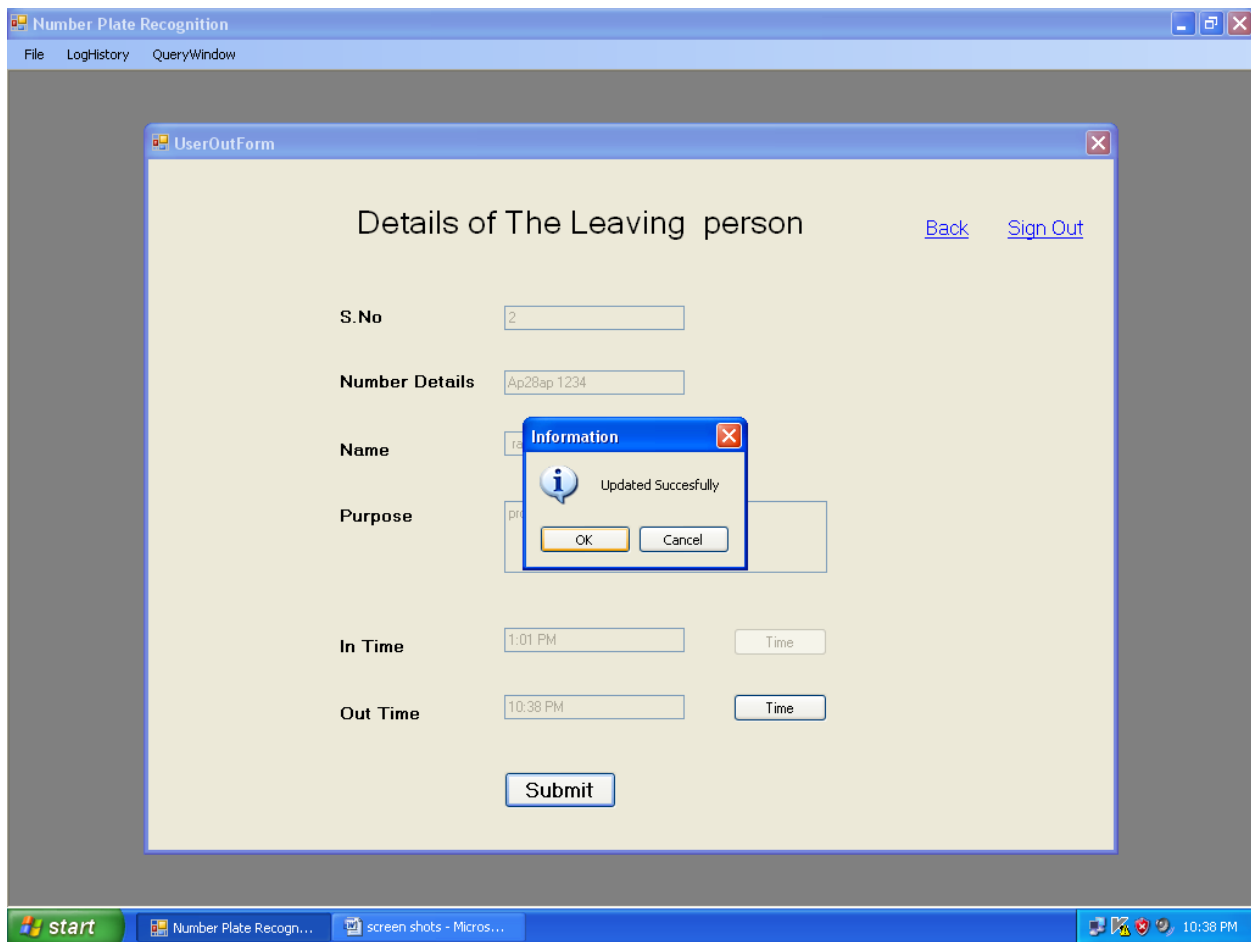 Number Plate Recognition
File LogHistory QueryWindow
UserOutForm
Details of The Leaving person
Back Sign Out
S.No 2
Number Details Ap28ap 1234
Name
Information
Updated Succesfully
Purpose
OK Cancel
In Time 1:01 PM Time
Out Time 10:38 PM Time
Submit
start Number Plate Recogn... screen shots - Micros... 10:38 PM